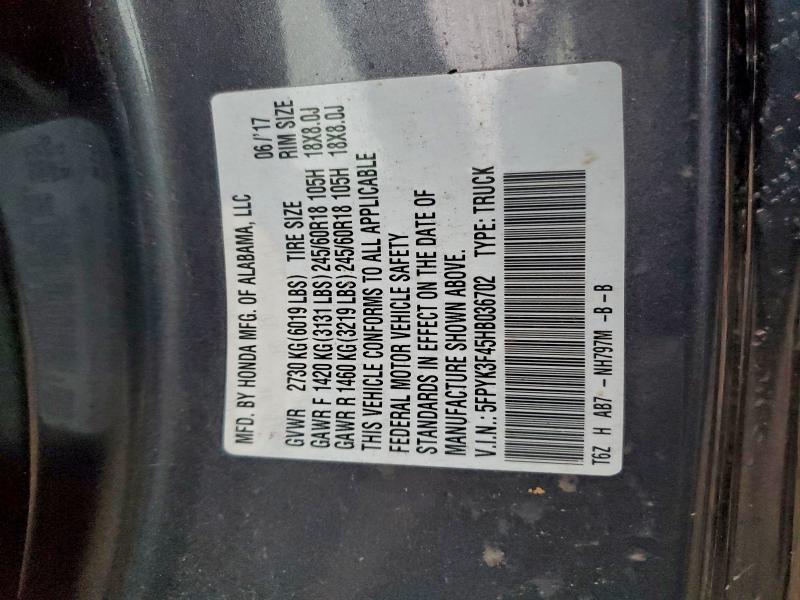 MFD. BY HONDA MFG. OF ALABAMA, LLC 06/'17
GVWR 2730 KG (6019 LBS) TIRE SIZE RIM SIZE
GAWR F 1420 KG (3131 LBS) 245/60R18 105H 18X8.0J
GAWR R 1460 KG (3219 LBS) 245/60R18 105H 18X8.0J
THIS VEHICLE CONFORMS TO ALL APPLICABLE
FEDERAL MOTOR VEHICLE SAFETY
STANDARDS IN EFFECT ON THE DATE OF
MANUFACTURE SHOWN ABOVE.
V.I.N.: 5FPYK3F45HB036702 TYPE: TRUCK
T6Z H AB7 -NH797M -B-B